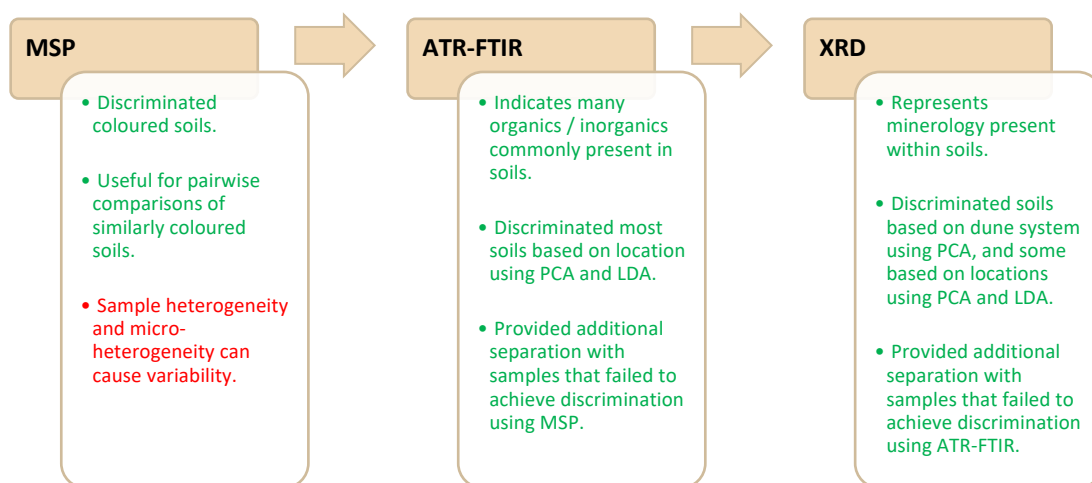 MSP
• Discriminated
coloured soils.
• Useful for pairwise
comparisons of
similarly coloured
soils.
• Sample heterogeneity
and micro-
heterogeneity can
cause variability.
ATR-FTIR
• Indicates many
organics / inorganics
commonly present in
soils.
• Discriminated most
soils based on location
using PCA and LDA.
• Provided additional
separation with
samples that failed to
achieve discrimination
using MSP.
XRD
• Represents
minerology present
within soils.
• Discriminated soils
based on dune system
using PCA, and some
based on locations
using PCA and LDA.
• Provided additional
separation with
samples that failed to
achieve discrimination
using ATR-FTIR.